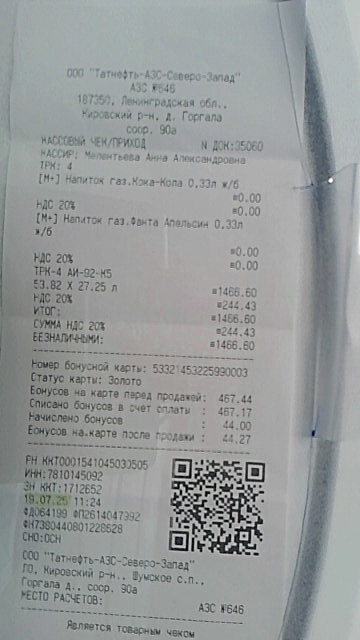 ООО "Татнефть-АЗС-Северо-Запад"
АЗС №646
187350, Ленинградская обл.,
Кировский р-н, д. Горгала
соор. 90а
КАССОВЫЙ ЧЕК/ПРИХОД N ДОК:35060
КАССИР: Мелентьева Анна Александровна
ТРК: 4
[М+] Напиток газ.Кока-Кола 0,33л ж/б
=0.00
НДС 20% =0.00
[М+] Напиток газ.Фанта Апельсин 0,33л
ж/б
=0.00
НДС 20% =0.00
ТРК-4 АИ-92-К5
53.82 X 27.25 л =1466.60
НДС 20% =244.43
ИТОГ: =1466.60
СУММА НДС 20% =244.43
БЕЗНАЛИЧНЫМИ: =1466.60
Номер бонусной карты: 53321453225990003
Статус карты: Золото
Бонусов на карте перед продажей: 467.44
Списано бонусов в счет оплаты : 467.17
Начислено бонусов : 44.00
Бонусов на карте после продажи : 44.27
РН ККТ0001541045030505
ИНН:7810145092
ЗН ККТ:1712652
19.07.25 11:24
ФД064199 ФП2614047392
ФН7380440801228628
СНО:ОСН
ООО "Татнефть-АЗС-Северо-Запад"
ЛО, Кировский р-н., Шумское с.п.,
Горгала д., соор. 90а
МЕСТО РАСЧЕТОВ: АЗС №646
Является товарным чеком